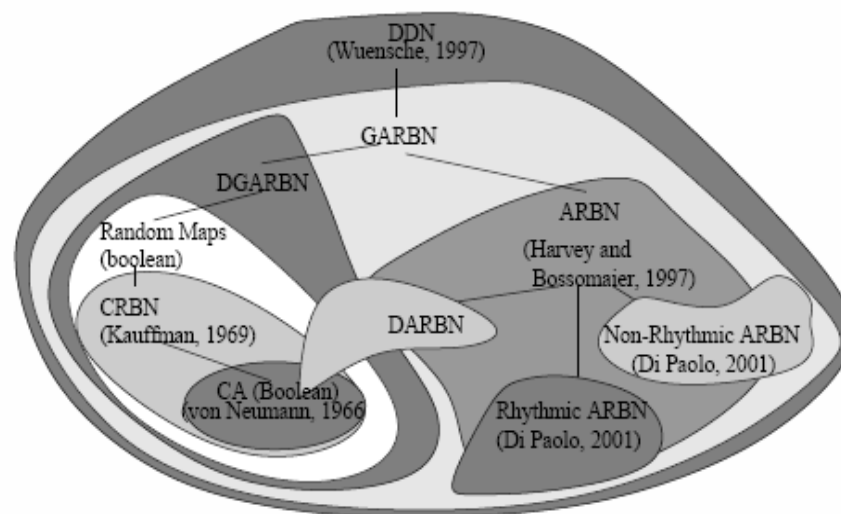 DDN
(Wuensche, 1997)
GARBN
DGARBN
ARBN
Random Maps
(boolean)
(Harvey and
Bossomaier, 1997)
CRBN
(Kauffman, 1969)
DARBN
Non-Rhythmic ARBN
(Di Paolo, 2001)
CA (Boolean)
(von Neumann, 1966
Rhythmic ARBN
(Di Paolo, 2001)